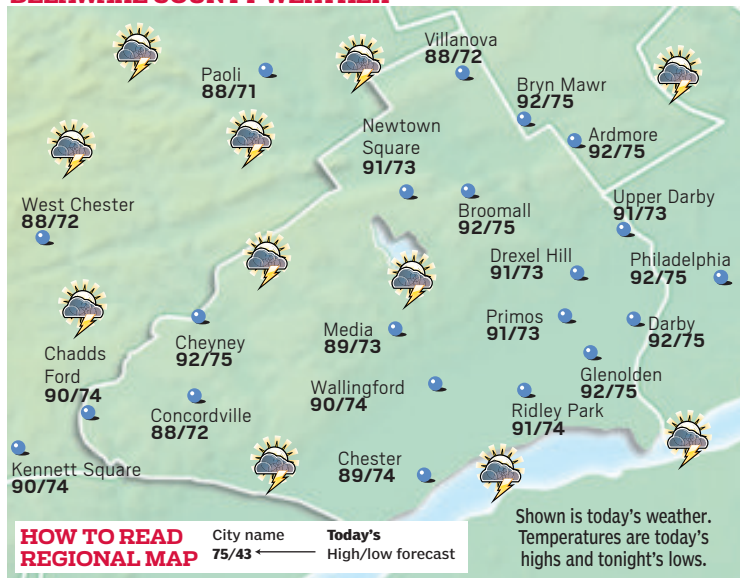 DELAWARE COUNTY WEATHER
Villanova
88/72
Paoli
88/71
Bryn Mawr
92/75
Newtown
Square
91/73
Ardmore
92/75
West Chester
88/72
Broomall
92/75
Upper Darby
91/73
Drexel Hill
91/73
Philadelphia
92/75
Cheyney
92/75
Media
89/73
Primos
91/73
Darby
92/75
Chadds
Ford
90/74
Concordville
88/72
Wallingford
90/74
Glenolden
92/75
Ridley Park
91/74
Kennett Square
90/74
Chester
89/74
HOW TO READ
REGIONAL MAP
City name
75/43
Today's
High/low forecast
Shown is today's weather.
Temperatures are today's
highs and tonight's lows.